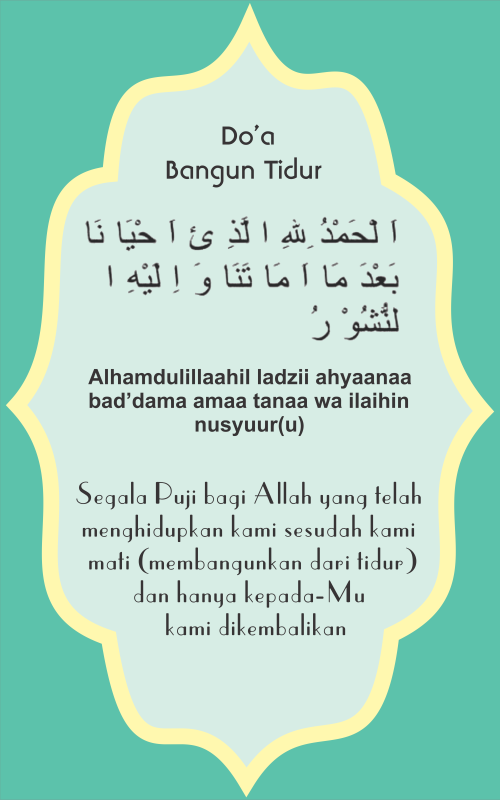 Do'a
Bangun Tidur
اَ لْحَمْدُ لِلهِ ا لَّذِ ئ اَ حْيَا نَا
بَعْدَ مَا اَ مَا تَنَا وَ اِ لَيْهِ ا
لنُّشُوْ رُ
Alhamdulillaahil ladzii ahyaanaa
bad'dama amaa tanaa wa ilaihin
nusyuur(u)
Segala Puji bagi Allah yang telah
menghidupkan kami sesudah kami
mati (membangunkan dari tidur)
dan hanya kepada-Mu
kami dikembalikan